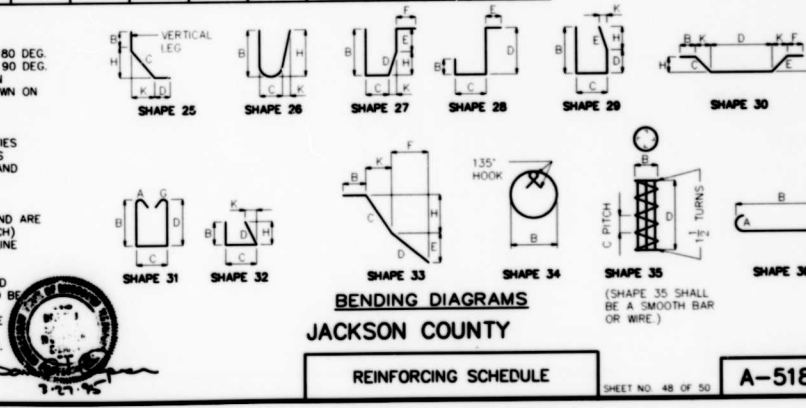 80 DEG.
90 DEG.
WN ON
IES
AND
ND ARE
CH)
INE
D
BE
B
H
VERTICAL
LEG
C
K D
SHAPE 25
B
H
C
K
SHAPE 26
F
B
E
H
D
C
K
SHAPE 27
E
B
D
C
SHAPE 28
K
B
E
H
D
C
SHAPE 29
B K D K F
H C E
SHAPE 30
A G
B
D
C
SHAPE 31
K
B
D
H
C
SHAPE 32
F
K
B
C
H
D
E
SHAPE 33
135°
HOOK
B
SHAPE 34
B
C PITCH
D
1 1/2 TURNS
SHAPE 35
(SHAPE 35 SHALL
BE A SMOOTH BAR
OR WIRE.)
B
A
BENDING DIAGRAMS
JACKSON COUNTY
REINFORCING SCHEDULE
SHEET NO. 48 OF 50
A-518
3-27-95